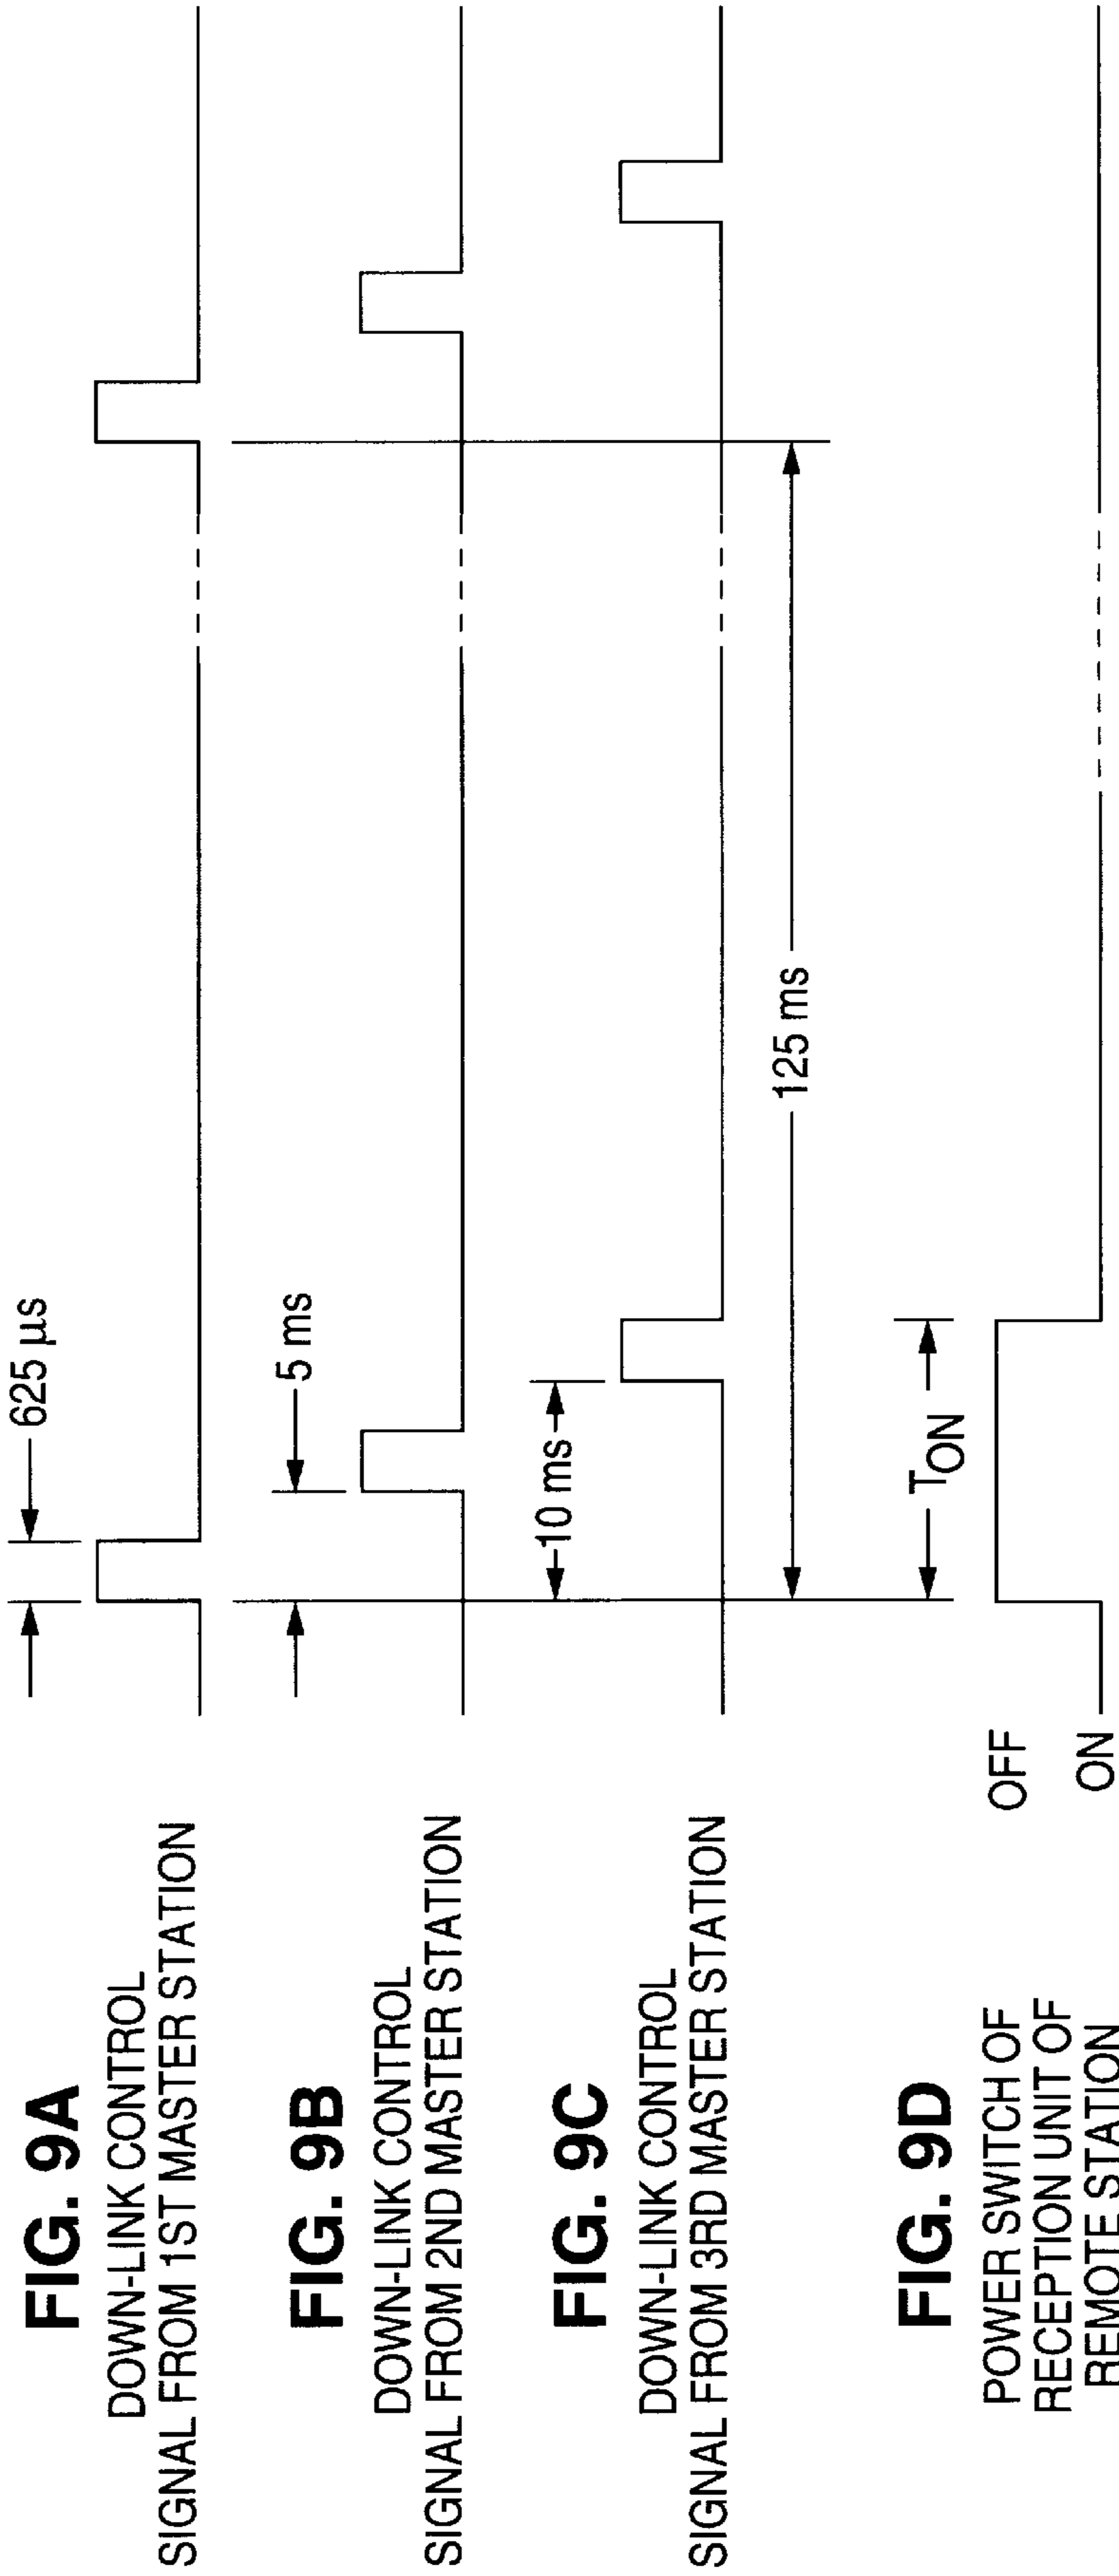 FIG. 9A
DOWN-LINK CONTROL
SIGNAL FROM 1ST MASTER STATION
625 µs
FIG. 9B
DOWN-LINK CONTROL
SIGNAL FROM 2ND MASTER STATION
5 ms
FIG. 9C
DOWN-LINK CONTROL
SIGNAL FROM 3RD MASTER STATION
10 ms
125 ms
FIG. 9D
POWER SWITCH OF
RECEPTION UNIT OF
REMOTE STATION
OFF
ON
TON